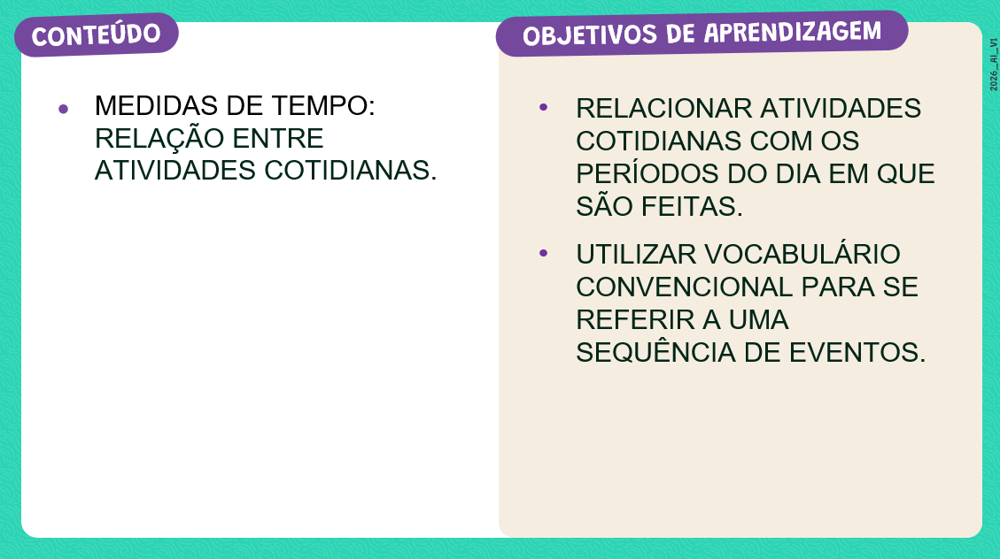 CONTEÚDO
• MEDIDAS DE TEMPO:
RELAÇÃO ENTRE
ATIVIDADES COTIDIANAS.
OBJETIVOS DE APRENDIZAGEM
• RELACIONAR ATIVIDADES
COTIDIANAS COM OS
PERÍODOS DO DIA EM QUE
SÃO FEITAS.
• UTILIZAR VOCABULÁRIO
CONVENCIONAL PARA SE
REFERIR A UMA
SEQUÊNCIA DE EVENTOS.
2026_AI_V1